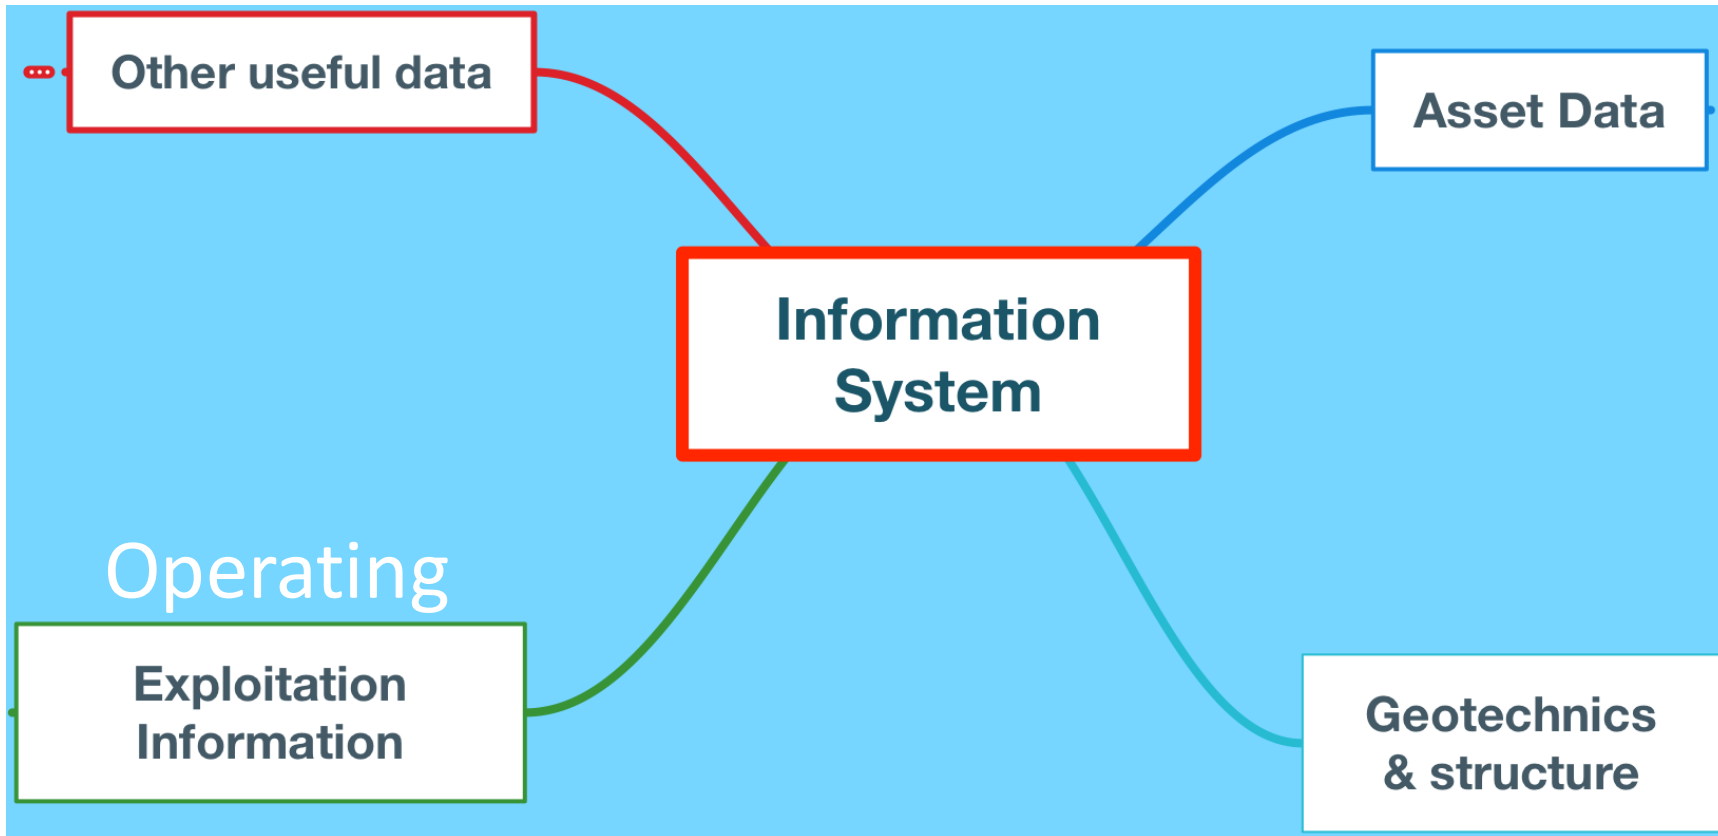 Other useful data
Asset Data
Information
System
Operating
Exploitation
Information
Geotechnics
& structure